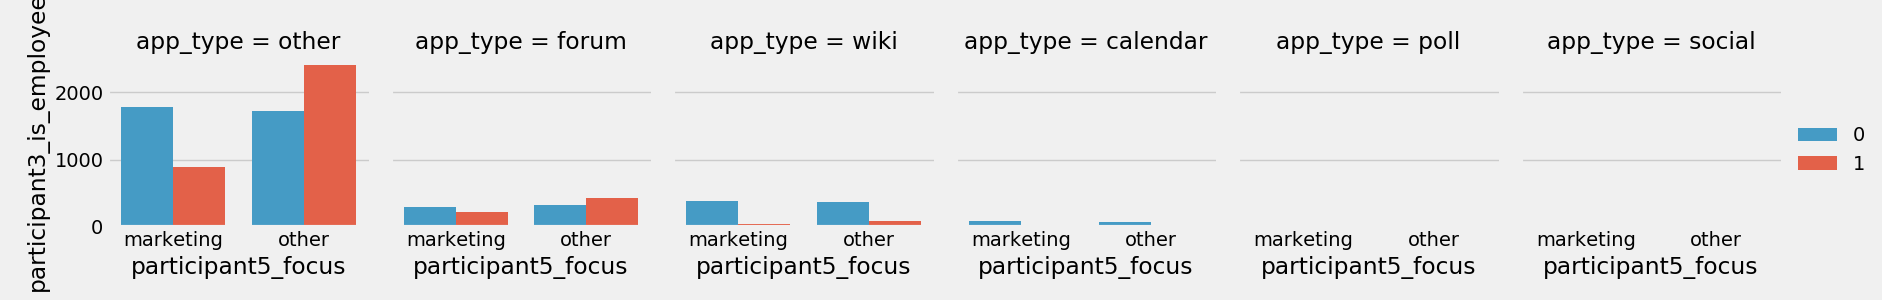 app_type = other
app_type = forum
app_type = wiki
app_type = calendar
app_type = poll
app_type = social
participant3_is_employee
2000
1000
0
0
1
marketing other
marketing other
marketing other
marketing other
marketing other
marketing other
participant5_focus
participant5_focus
participant5_focus
participant5_focus
participant5_focus
participant5_focus